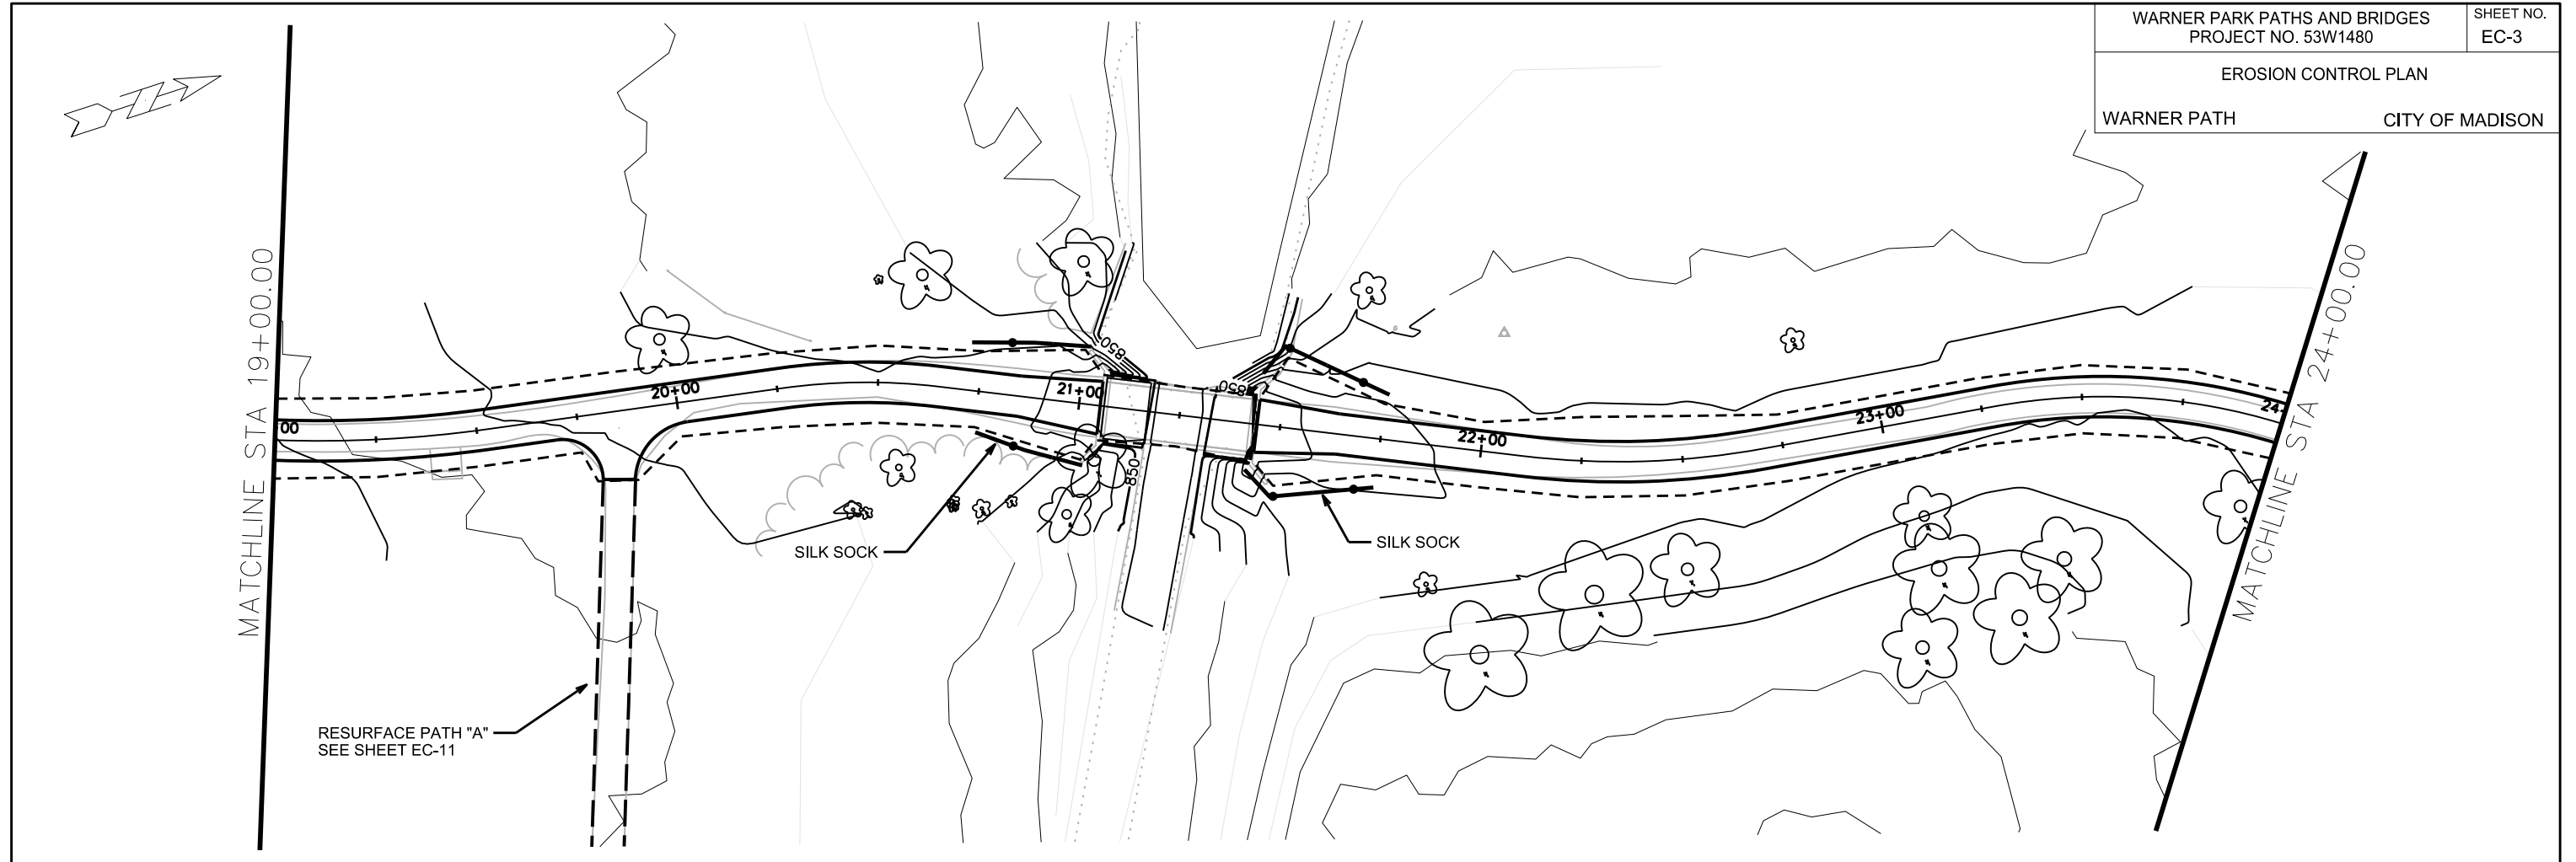 WARNER PARK PATHS AND BRIDGES
PROJECT NO. 53W1480
SHEET NO.
EC-3
EROSION CONTROL PLAN
WARNER PATH
CITY OF MADISON
MATCHLINE STA 19+00.00
MATCHLINE STA 24+00.00
00
20+00
21+00
22+00
23+00
24
850
850
850
SILK SOCK
SILK SOCK
RESURFACE PATH "A"
SEE SHEET EC-11